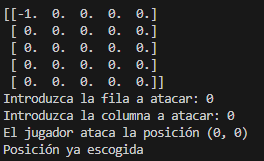 [[-1.  0.  0.  0.  0.]
 [ 0.  0.  0.  0.  0.]
 [ 0.  0.  0.  0.  0.]
 [ 0.  0.  0.  0.  0.]
 [ 0.  0.  0.  0.  0.]]
Introduzca la fila a atacar: 0
Introduzca la columna a atacar: 0
El jugador ataca la posición (0, 0)
Posición ya escogida